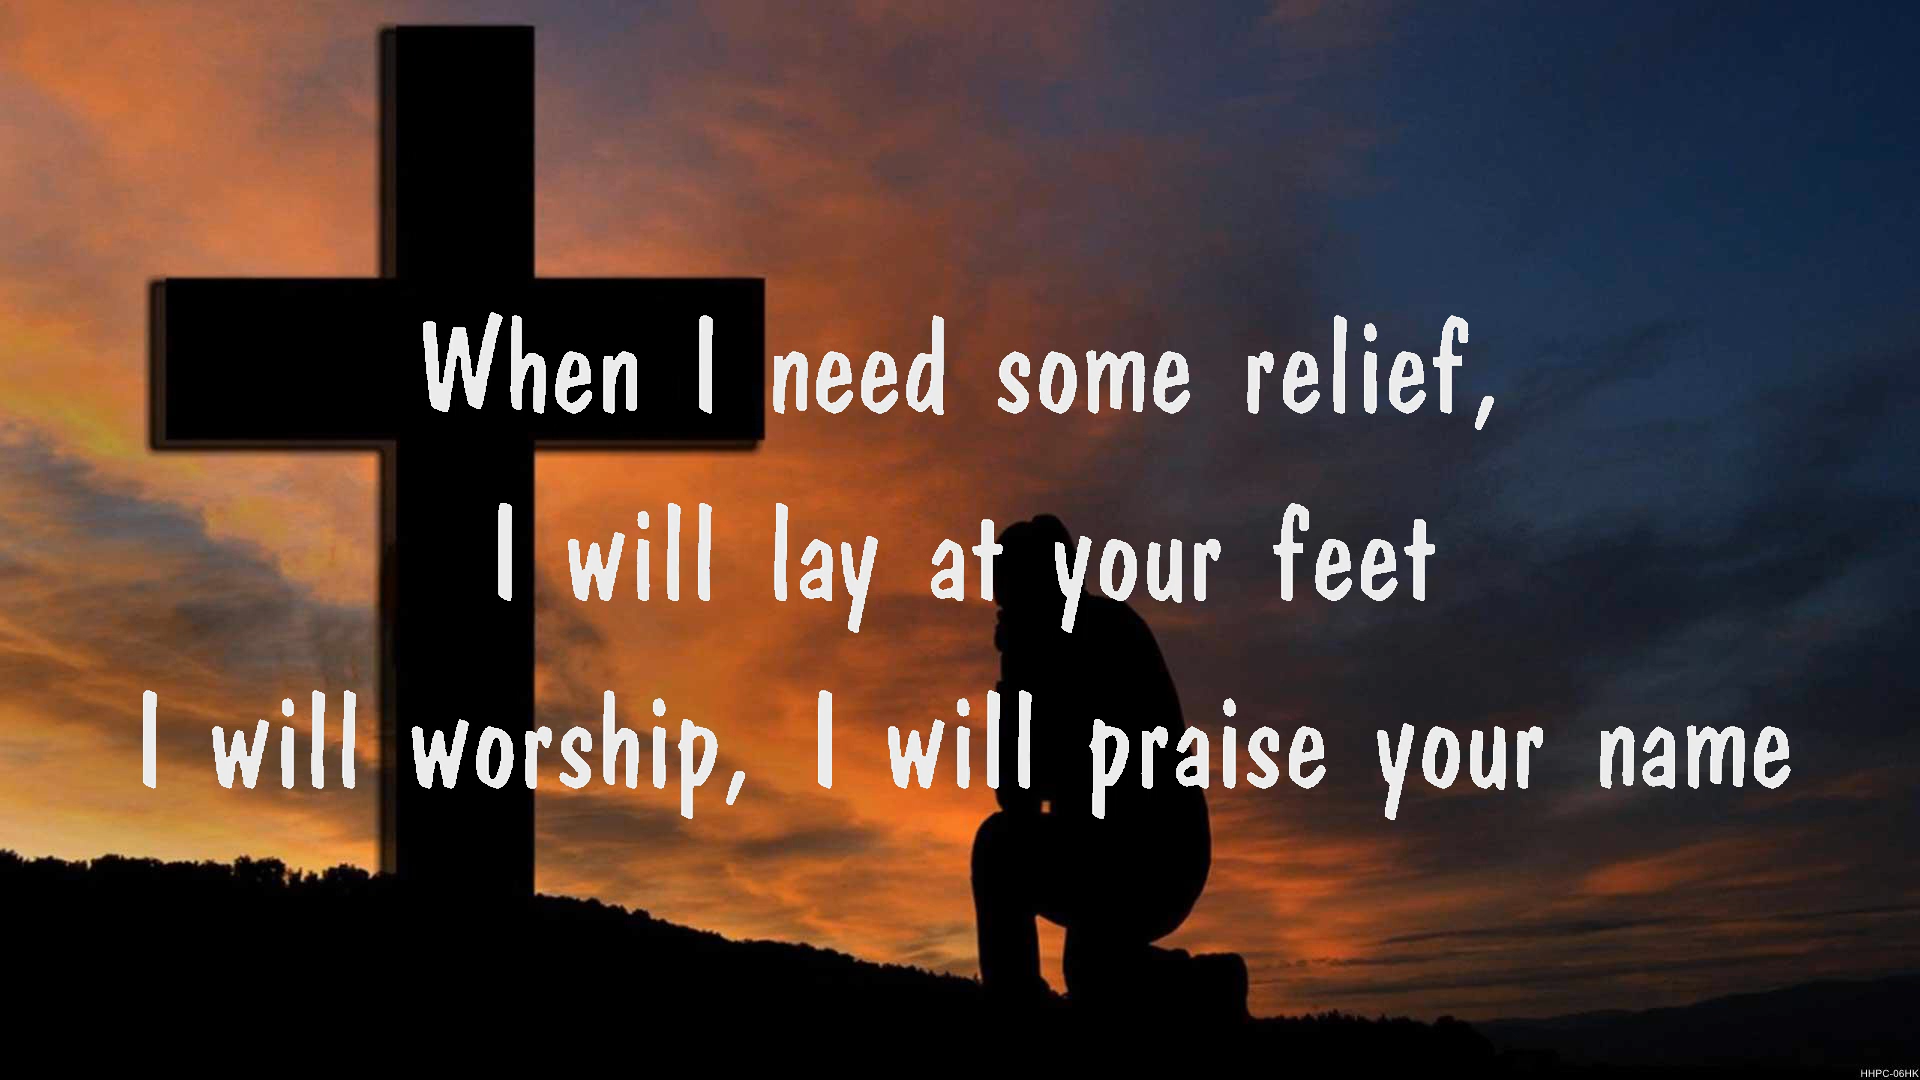 When I need some relief,
I will lay at your feet
I will worship, I will praise your name
HHPC-06HK